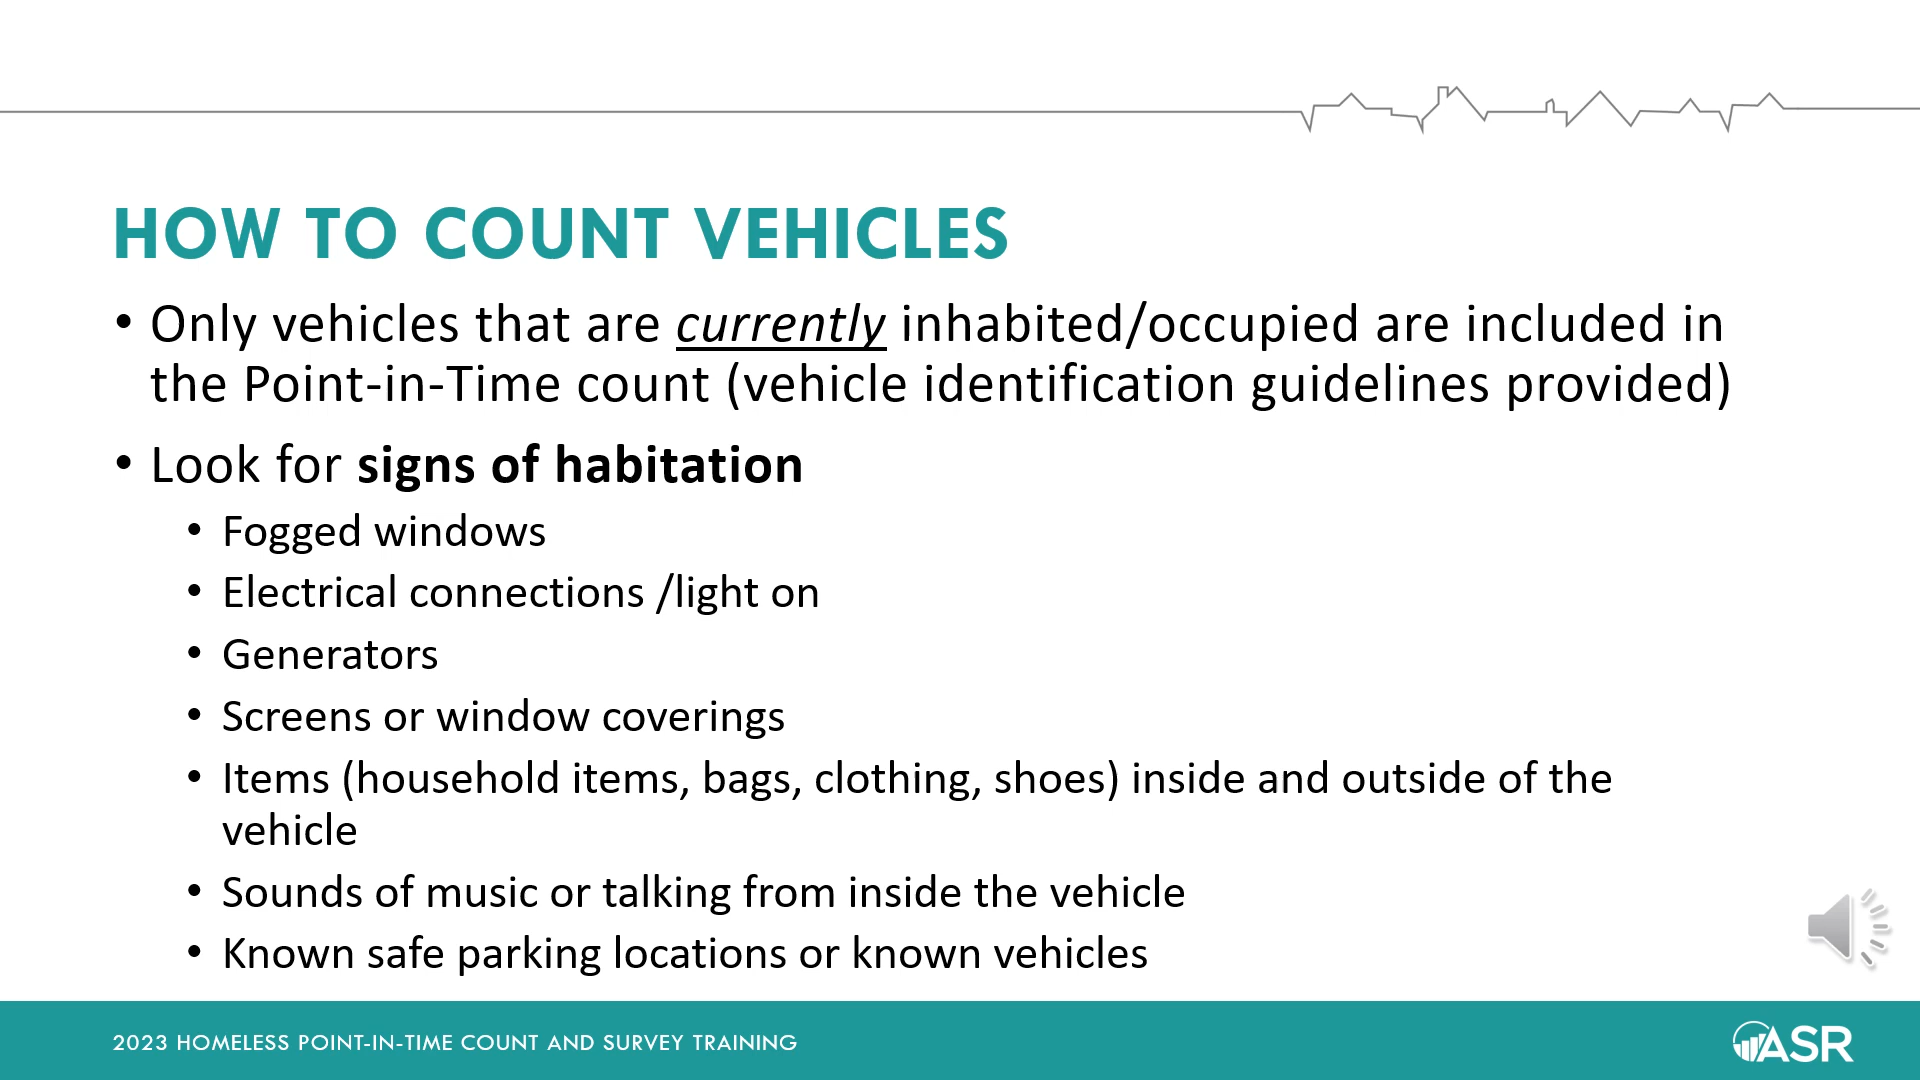 HOW TO COUNT VEHICLES
• Only vehicles that are currently inhabited/occupied are included in
the Point-in-Time count (vehicle identification guidelines provided)
• Look for signs of habitation
• Fogged windows
• Electrical connections /light on
• Generators
• Screens or window coverings
• Items (household items, bags, clothing, shoes) inside and outside of the
vehicle
• Sounds of music or talking from inside the vehicle
• Known safe parking locations or known vehicles
2023 HOMELESS POINT-IN-TIME COUNT AND SURVEY TRAINING
ASR